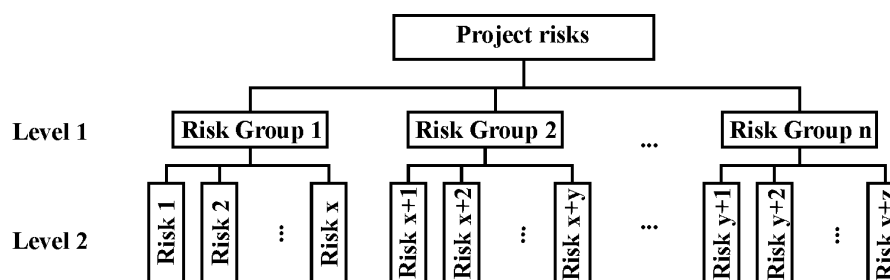 Project risks
Level 1
Risk Group 1
Risk Group 2
...
Risk Group n
Level 2
Risk 1
Risk 2
...
Risk x
Risk x+1
Risk x+2
...
Risk x+y
...
Risk y+1
Risk y+2
...
Risk y+z